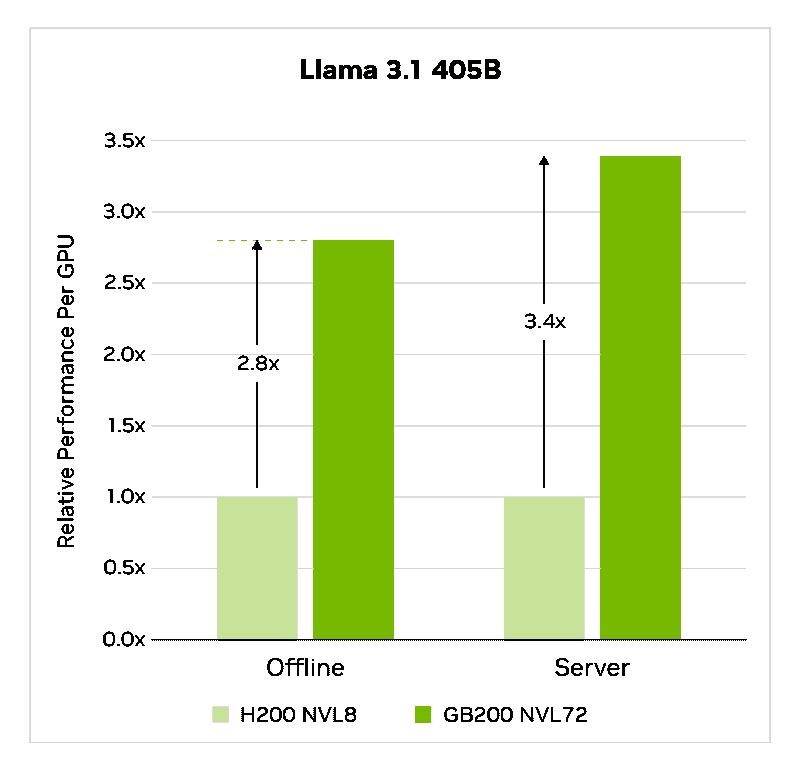 Llama 3.1 405B
Relative Performance Per GPU
3.5x
3.0x
2.5x
2.0x
1.5x
1.0x
0.5x
0.0x
2.8x
3.4x
Offline
Server
H200 NVL8
GB200 NVL72